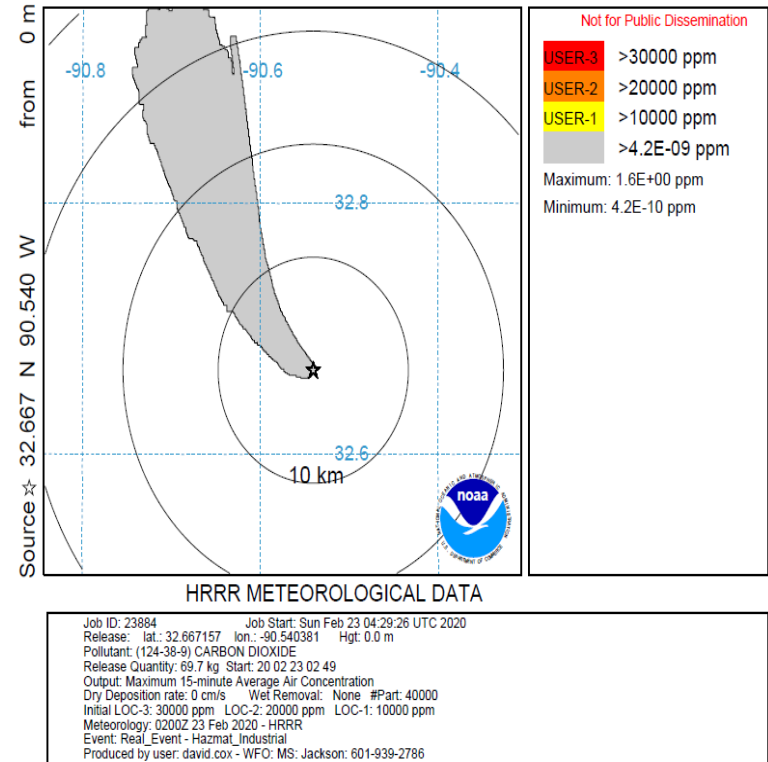 Not for Public Dissemination
USER-3 >30000 ppm
USER-2 >20000 ppm
USER-1 >10000 ppm
>4.2E-09 ppm
Maximum: 1.6E+00 ppm
Minimum: 4.2E-10 ppm
Source ☆ 32.667 N 90.540 W from 0 m
-90.8 -90.6 -90.4
32.8
32.6
10 km
noaa
HRRR METEOROLOGICAL DATA
Job ID: 23884 Job Start: Sun Feb 23 04:29:26 UTC 2020
Release: lat.: 32.667157 lon.: -90.540381 Hgt: 0.0 m
Pollutant: (124-38-9) CARBON DIOXIDE
Release Quantity: 69.7 kg Start: 20 02 23 02 49
Output: Maximum 15-minute Average Air Concentration
Dry Deposition rate: 0 cm/s Wet Removal: None #Part: 40000
Initial LOC-3: 30000 ppm LOC-2: 20000 ppm LOC-1: 10000 ppm
Meteorology: 0200Z 23 Feb 2020 - HRRR
Event: Real_Event - Hazmat_Industrial
Produced by user: david.cox - WFO: MS: Jackson: 601-939-2786